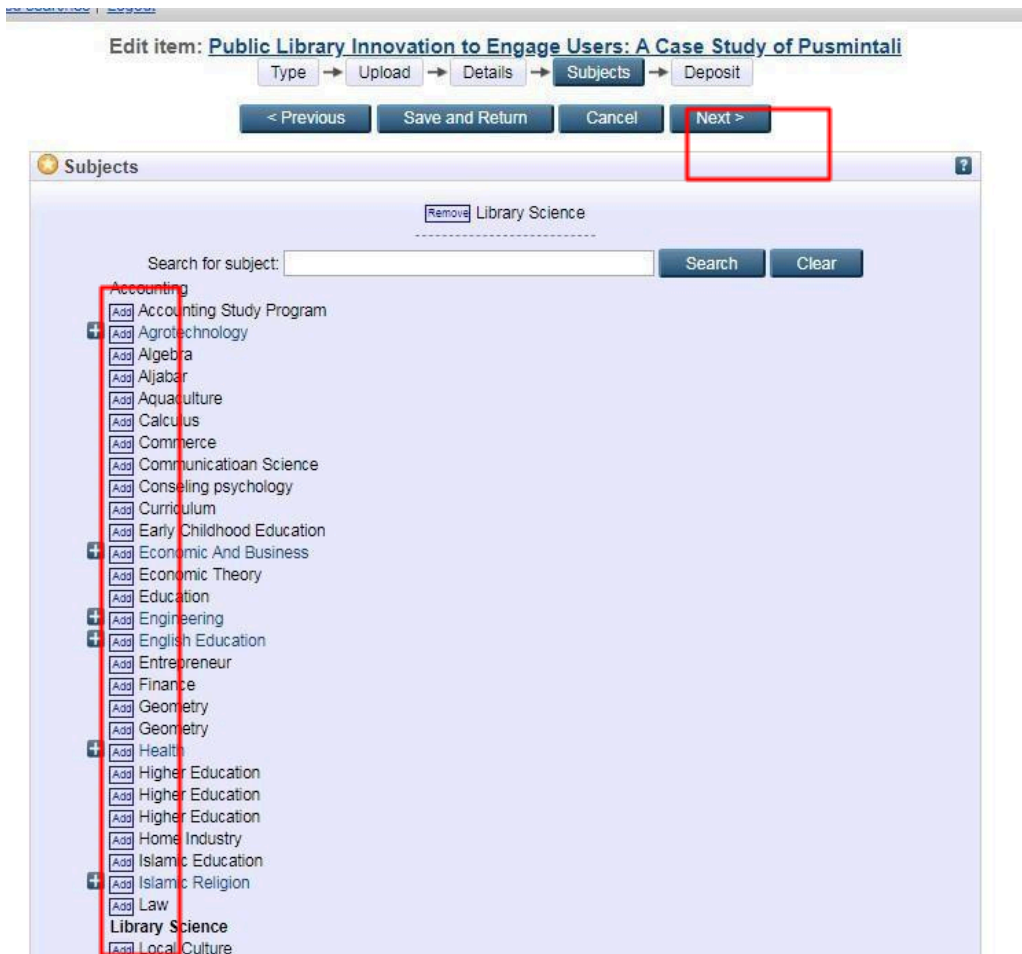 Edit item: Public Library Innovation to Engage Users: A Case Study of Pusmintali
Type → Upload → Details → Subjects → Deposit
< Previous Save and Return Cancel Next >
Subjects ?
Remove Library Science
Search for subject: Search Clear
Accounting
Add Accounting Study Program
+ Add Agrotechnology
Add Algebra
Add Aljabar
Add Aquaculture
Add Calculus
Add Commerce
Add Communicatioan Science
Add Conseling psychology
Add Curriculum
Add Early Childhood Education
+ Add Economic And Business
Add Economic Theory
Add Education
+ Add Engineering
+ Add English Education
Add Entrepreneur
Add Finance
Add Geometry
Add Geometry
+ Add Health
Add Higher Education
Add Higher Education
Add Higher Education
Add Home Industry
Add Islamic Education
+ Add Islamic Religion
Add Law
Library Science
Add Local Culture